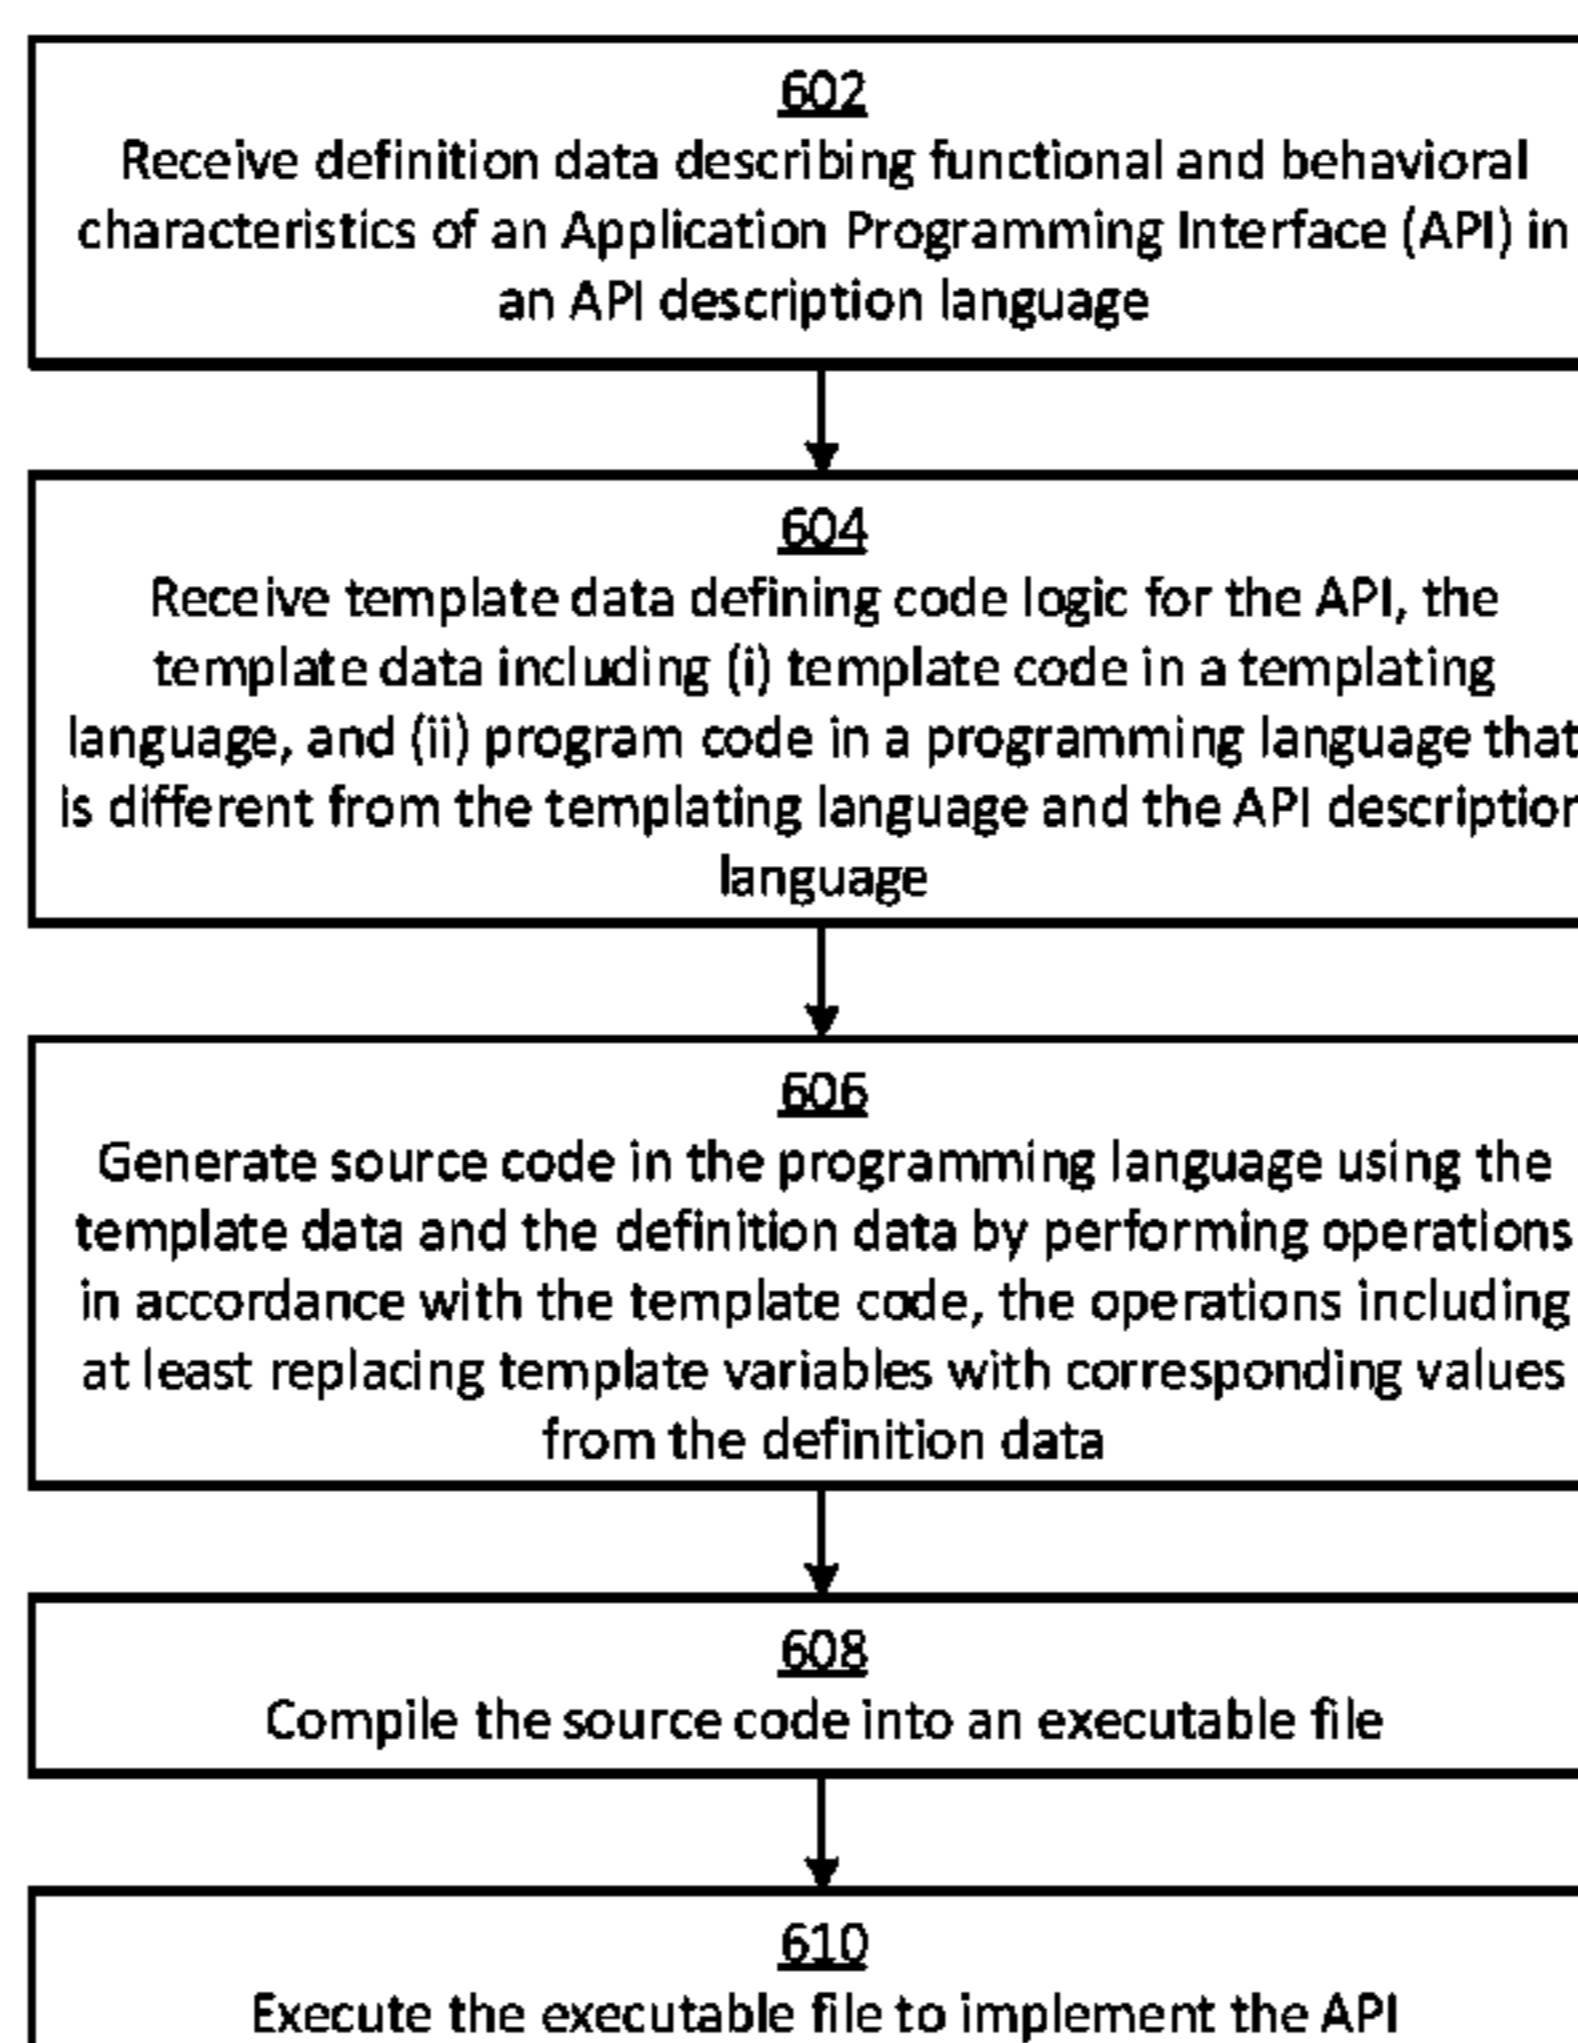 602
Receive definition data describing functional and behavioral
characteristics of an Application Programming Interface (API) in
an API description language
604
Receive template data defining code logic for the API, the
template data including (i) template code in a templating
language, and (ii) program code in a programming language that
is different from the templating language and the API description
language
606
Generate source code in the programming language using the
template data and the definition data by performing operations
in accordance with the template code, the operations including
at least replacing template variables with corresponding values
from the definition data
608
Compile the source code into an executable file
610
Execute the executable file to implement the API